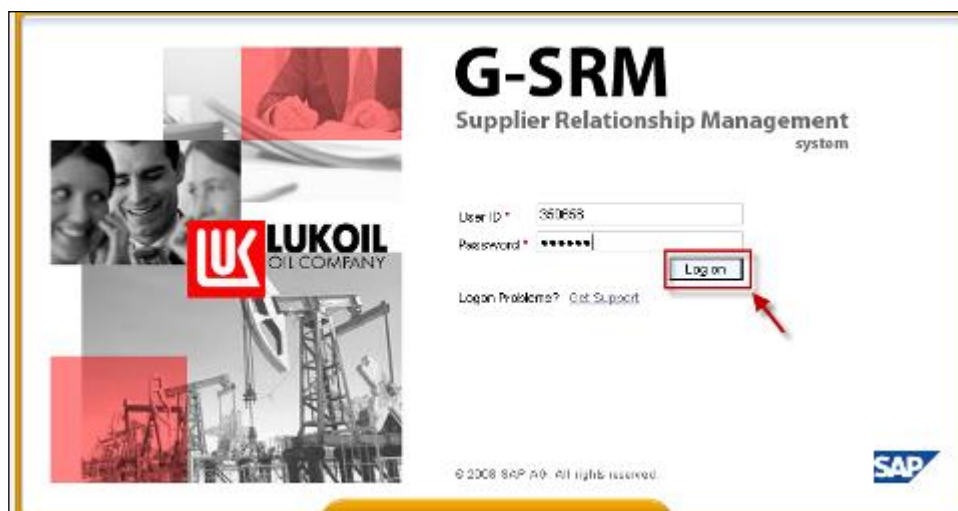 G-SRM
Supplier Relationship Management
system
LUKOIL
OIL COMPANY
User ID *
350658
Password *
Log on
Logon Problems? Get Support
© 2008 SAP AG. All rights reserved.
SAP